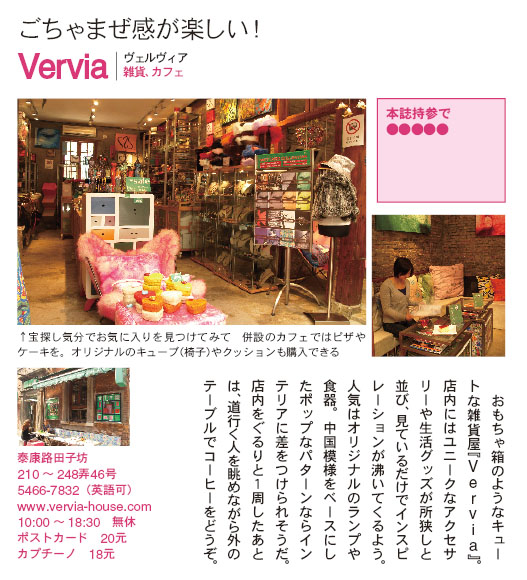 ごちゃまぜ感が楽しい！
Vervia
ヴェルヴィア
雑貨、カフェ
本誌持参で
●●●●●
↑宝探し気分でお気に入りを見つけてみて　併設のカフェではピザや
ケーキを。オリジナルのキューブ（椅子）やクッションも購入できる
おもちゃ箱のようなキュー
トな雑貨屋『Vervia』。
店内にはユニークなアクセサ
リーや生活グッズが所狭しと
並び、見ているだけでインスピ
レーションが沸いてくるよう。
人気はオリジナルのランプや
食器。中国模様をベースにし
たポップなパターンならイン
テリアに差をつけられそうだ。
店内をぐるりと1周したあと
は、道行く人を眺めながら外の
テーブルでコーヒーをどうぞ。
泰康路田子坊
210～248弄46号
5466-7832（英語可）
www.vervia-house.com
10:00～18:30　無休
ポストカード　20元
カプチーノ　18元